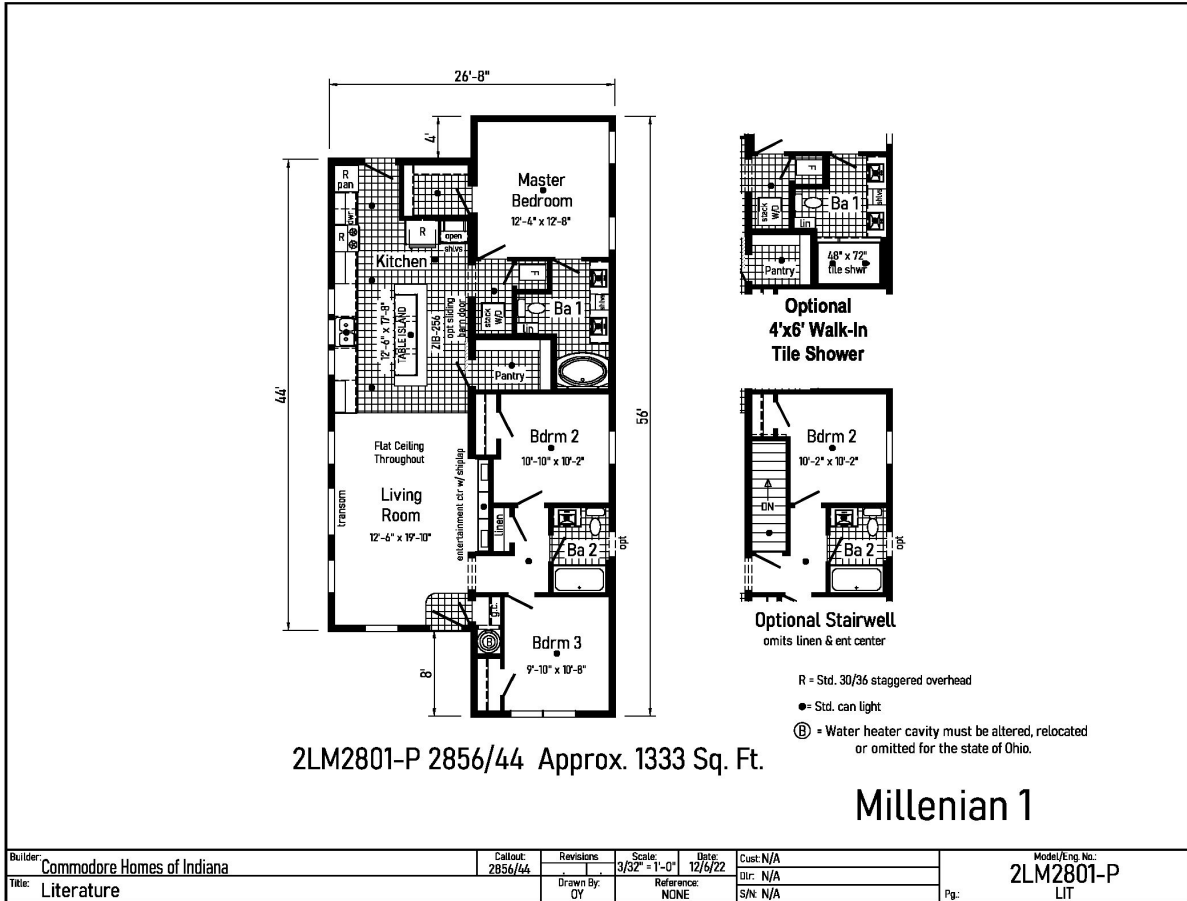 26'-8"
4'
44'
56'
8'
R
pan
ovr
R
R
open
shlvs
Kitchen
12'-6" x 17'-8"
TABLE ISLAND
ZIB-256
opt sliding
barn door
Master
Bedroom
12'-4" x 12'-8"
F
stack
W/D
lin
Ba 1
shlvs
Pantry
Flat Ceiling
Throughout
Living
Room
12'-6" x 19'-10"
transom
entertainment ctr w/ shiplap
Bdrm 2
10'-10" x 10'-2"
linen
Ba 2
opt
g.c.
B
Bdrm 3
9'-10" x 10'-8"
F
stack
W/D
lin
Ba 1
shlvs
Pantry
48" x 72"
tile shwr
Optional
4'x6' Walk-In
Tile Shower
Bdrm 2
10'-2" x 10'-2"
DN
Ba 2
opt
Optional Stairwell
omits linen & ent center
R = Std. 30/36 staggered overhead
●= Std. can light
Ⓑ = Water heater cavity must be altered, relocated
or omitted for the state of Ohio.
2LM2801-P 2856/44 Approx. 1333 Sq. Ft.
Millenian 1
Builder: Commodore Homes of Indiana
Callout: 2856/44
Revisions
Scale: 3/32" = 1'-0"
Date: 12/6/22
Cust: N/A
Dlr: N/A
S/N: N/A
Model/Eng. No.:
2LM2801-P
Title: Literature
Drawn By: OY
Reference: NONE
Pg.: LIT